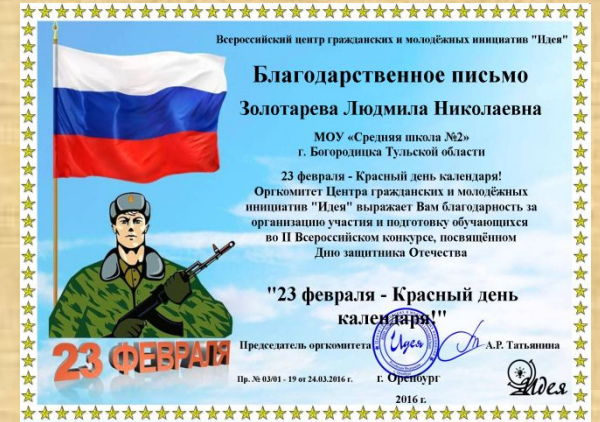 Всероссийский центр гражданских и молодёжных инициатив "Идея"
Благодарственное письмо
Золотарева Людмила Николаевна
МОУ «Средняя школа №2»
г. Богородицка Тульской области
23 февраля - Красный день календаря!
Оргкомитет Центра гражданских и молодёжных
инициатив "Идея" выражает Вам благодарность за
организацию участия и подготовку обучающихся
во II Всероссийском конкурсе, посвящённом
Дню защитника Отечества
"23 февраля - Красный день
календаря!"
23 ФЕВРАЛЯ
Председатель оргкомитета
Идея
А.Р. Татьянина
Пр. № 03/01 - 19 от 24.03.2016 г.
г. Оренбург
2016 г.
Идея